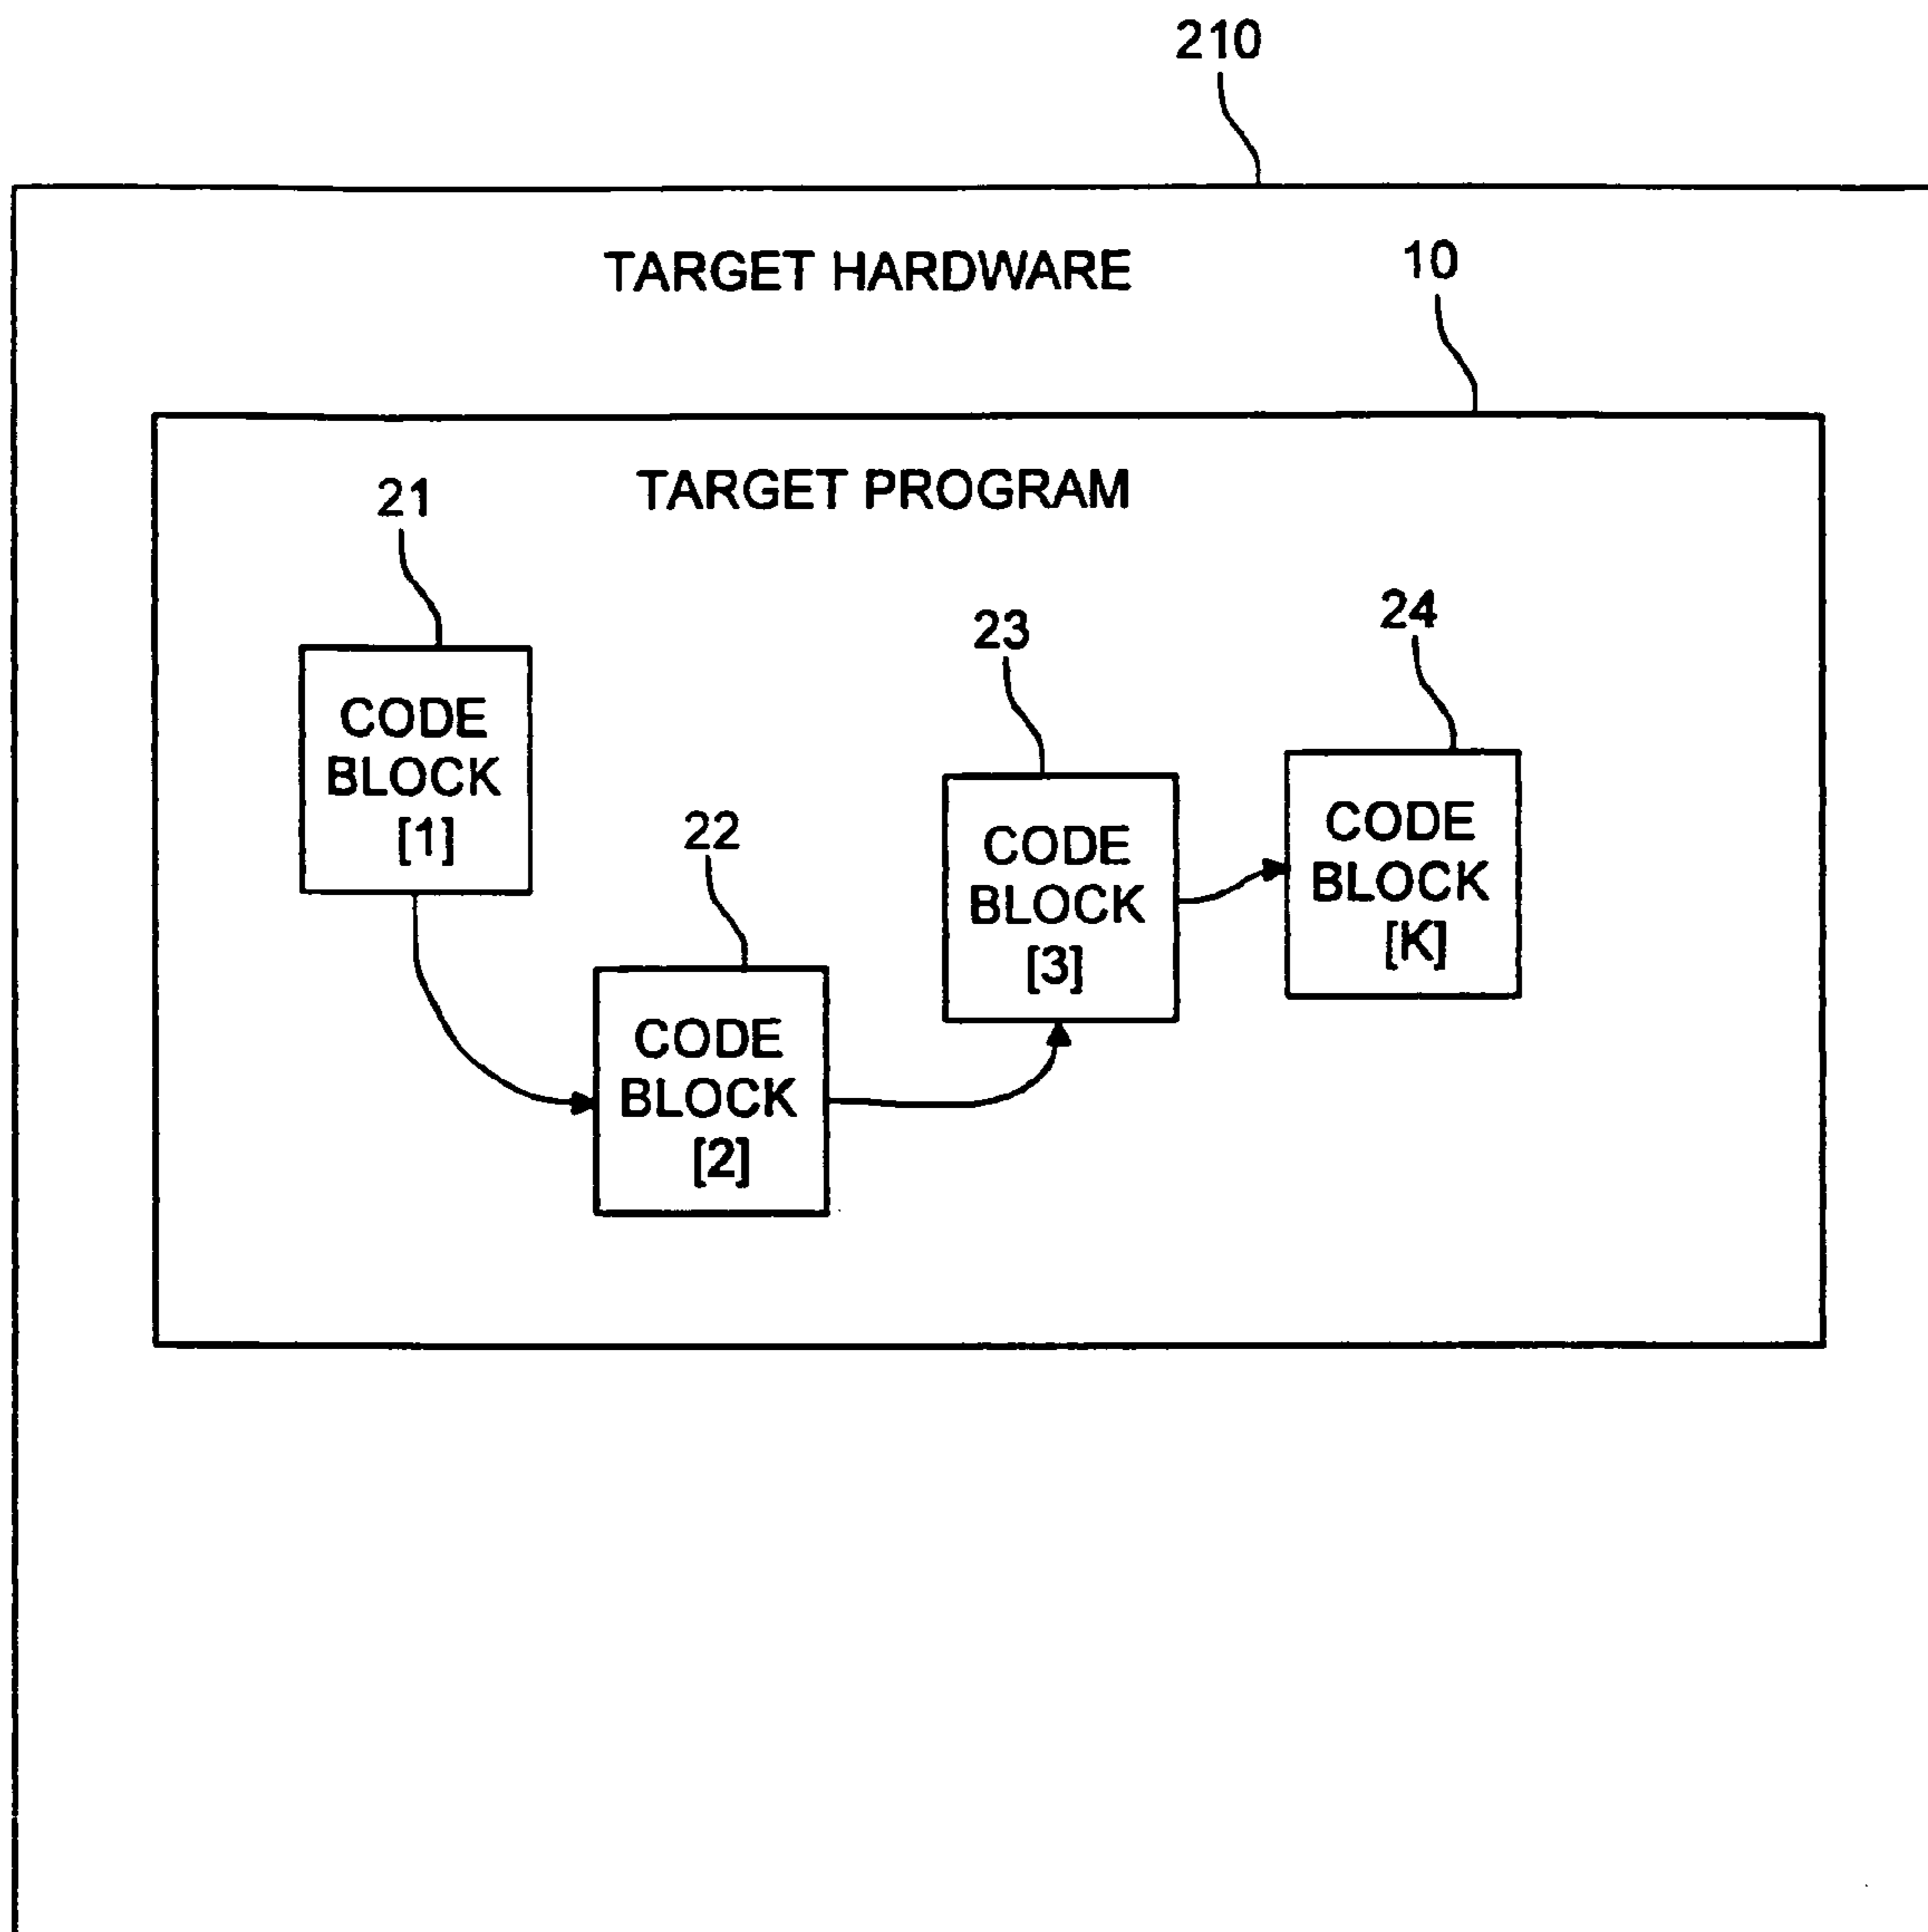 210
TARGET HARDWARE
10
TARGET PROGRAM
21
CODE
BLOCK
[1]
22
CODE
BLOCK
[2]
23
CODE
BLOCK
[3]
24
CODE
BLOCK
[K]